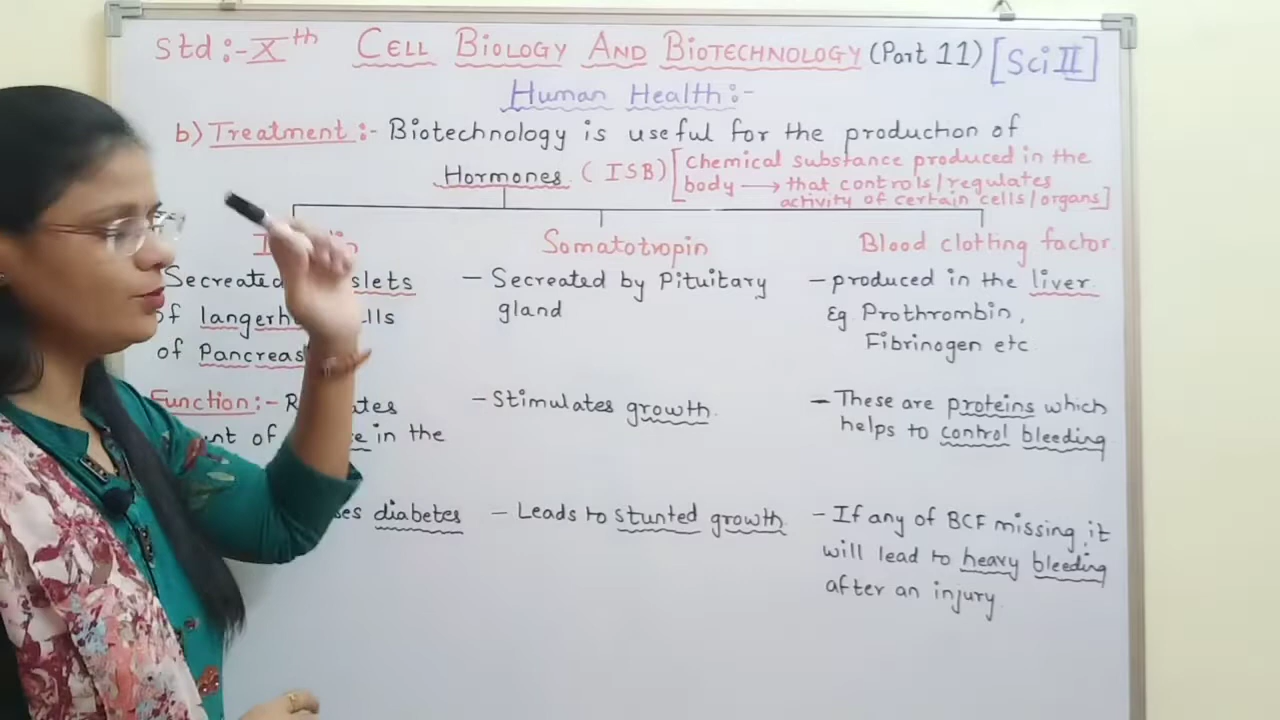 Std:- Xth CELL BIOLOGY AND BIOTECHNOLOGY (Part 11) [Sci II]
Human Health:-
b) Treatment:- Biotechnology is useful for the production of
Hormones. (ISB) [Chemical substance produced in the
body → that controls/regulates
activity of certain cells/organs]
Somatotropin
Blood clotting factor
Secreated
of
of Pancreas
- Secreated by Pituitary
gland
- produced in the liver.
Eg Prothrombin,
Fibrinogen etc
Function:-
of in the
- Stimulates growth.
- These are proteins which
helps to control bleeding
diabetes
- Leads to stunted growth.
- If any of BCF missing, it
will lead to heavy bleeding
after an injury.